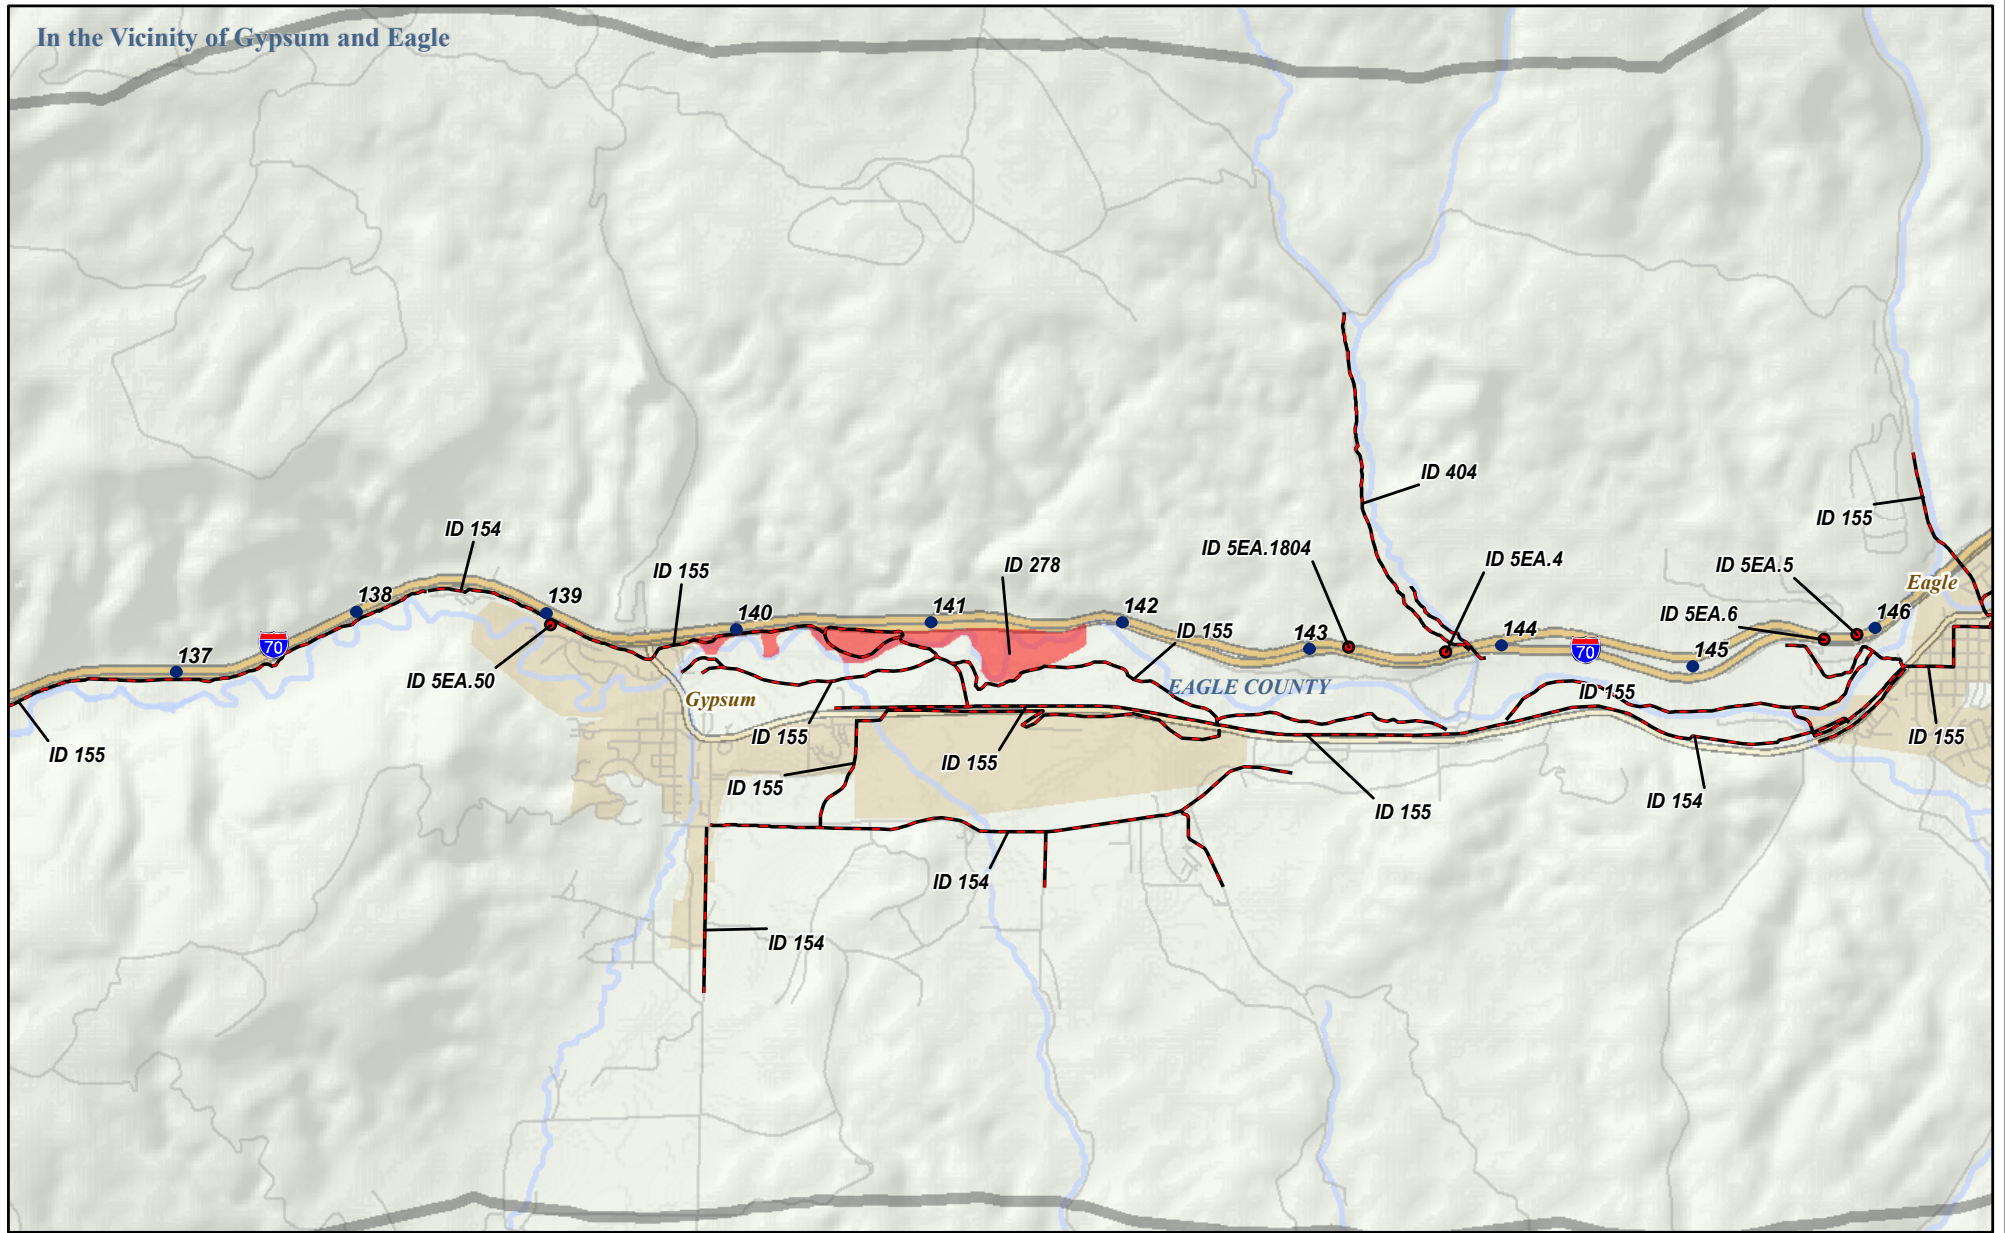 In the Vicinity of Gypsum and Eagle
ID 404
ID 155
ID 154
ID 5EA.1804
ID 5EA.4
ID 278
ID 155
ID 5EA.5
Eagle
138
139
140
141
142
ID 5EA.6
146
143
144
145
70
70
137
ID 5EA.50
ID 155
EAGLE COUNTY
ID 155
Gypsum
ID 155
ID 155
ID 155
ID 155
ID 155
ID 155
ID 154
ID 154
ID 154